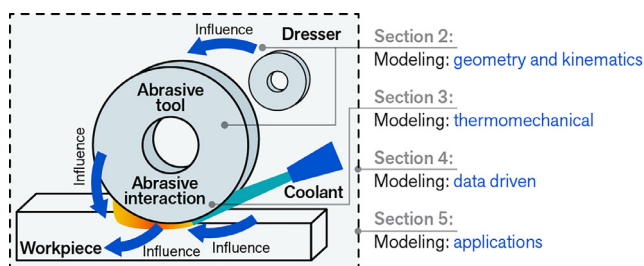 Influence
Dresser
Abrasive
tool
Influence
Abrasive
interaction
Coolant
Workpiece
Influence
Influence
Section 2:
Modeling: geometry and kinematics
Section 3:
Modeling: thermomechanical
Section 4:
Modeling: data driven
Section 5:
Modeling: applications